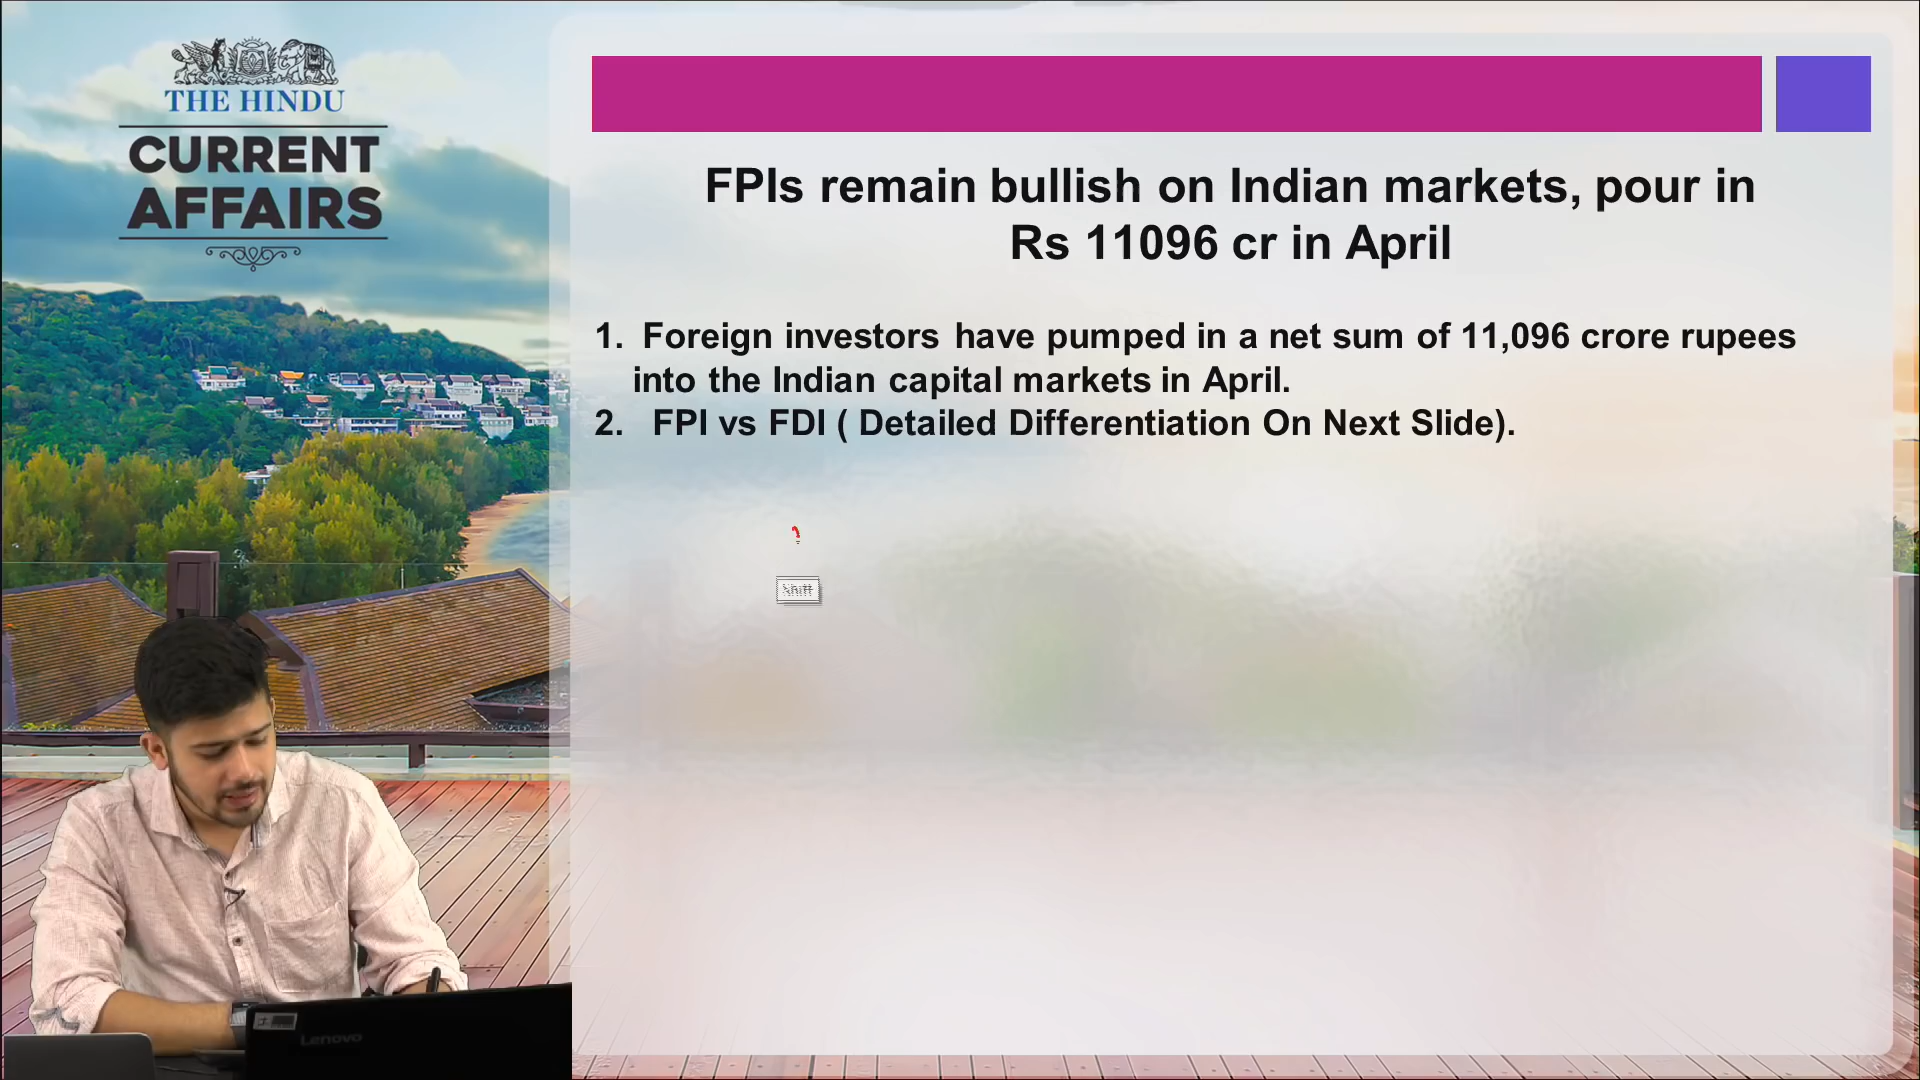 THE HINDU
CURRENT
AFFAIRS
FPIs remain bullish on Indian markets, pour in
Rs 11096 cr in April
1. Foreign investors have pumped in a net sum of 11,096 crore rupees
into the Indian capital markets in April.
2. FPI vs FDI ( Detailed Differentiation On Next Slide).
Shift
Lenovo